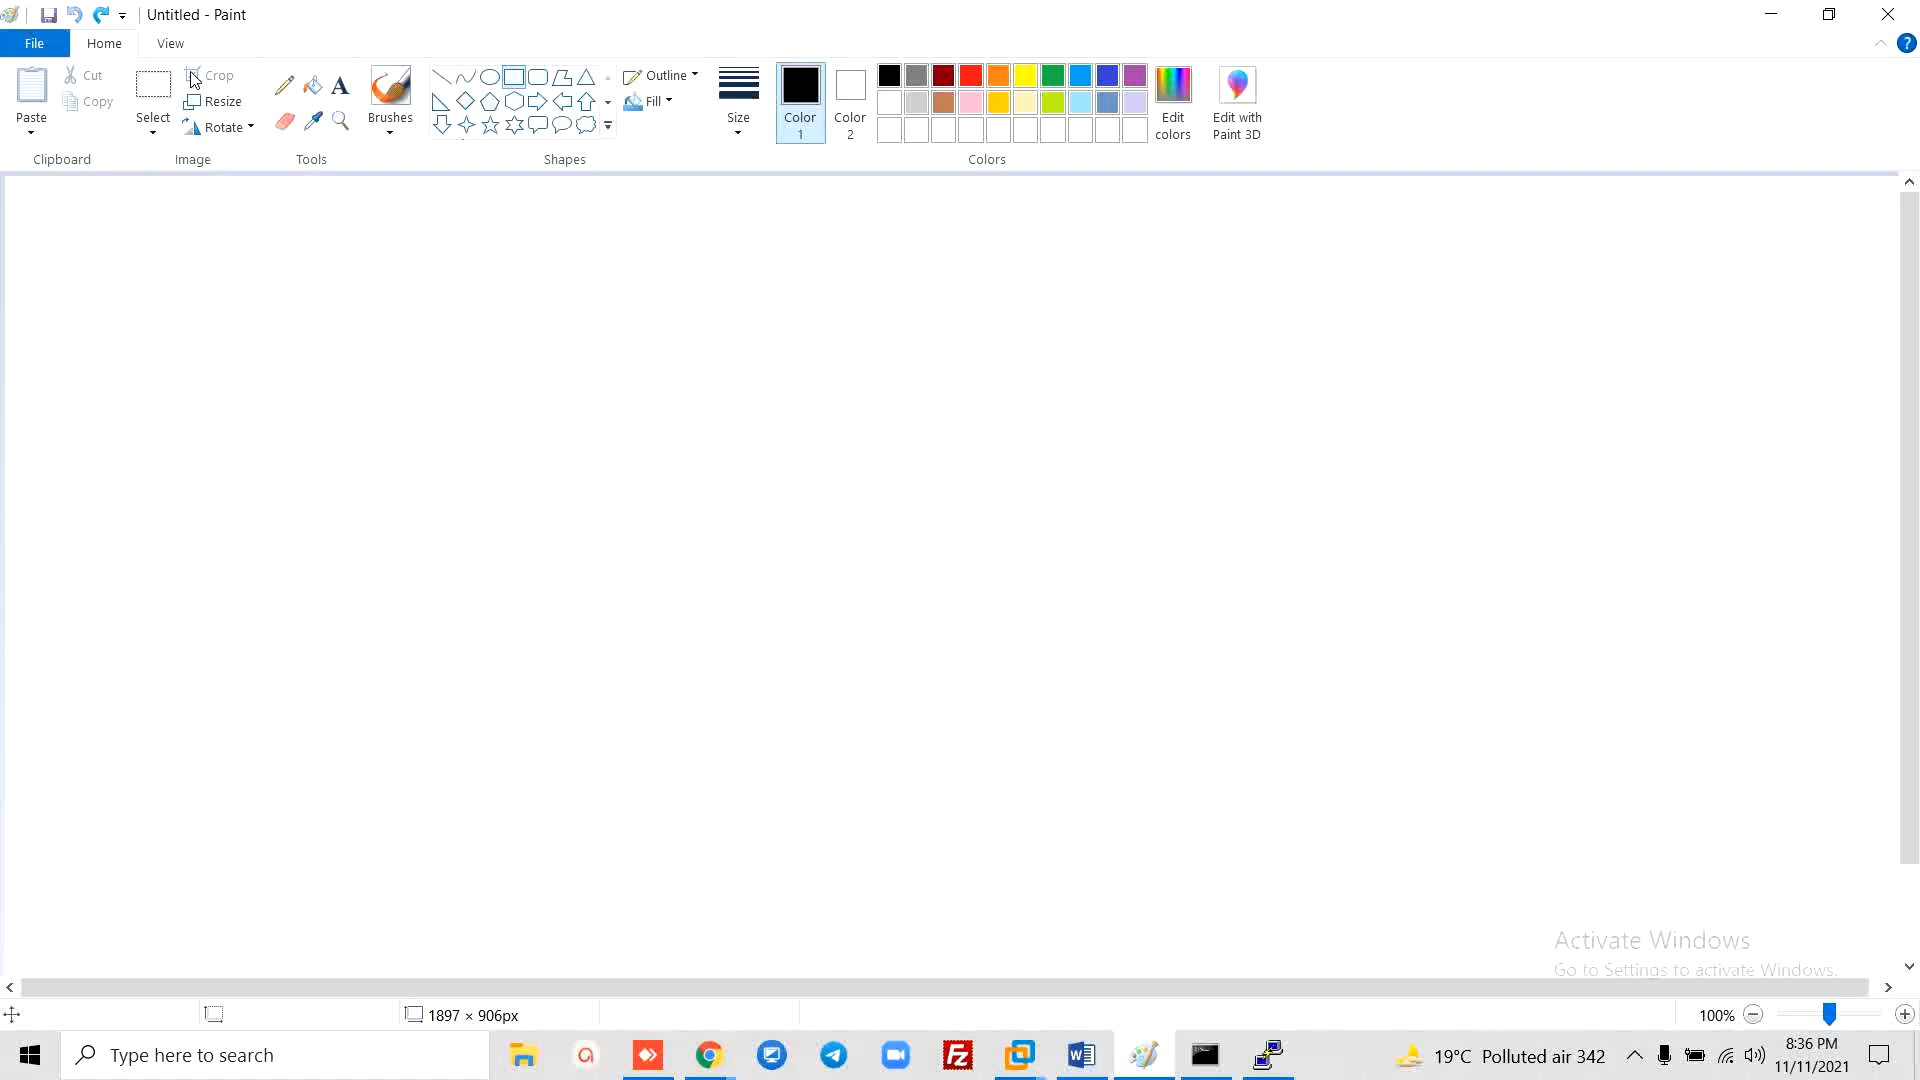 Untitled - Paint
File Home View
Paste
Cut
Copy
Clipboard
Select
Crop
Resize
Rotate
Image
A
Tools
Brushes
Shapes
Outline
Fill
Size
Color
1
Color
2
Colors
Edit
colors
Edit with
Paint 3D
Activate Windows
Go to Settings to activate Windows.
1897 × 906px
100%
Type here to search
19°C Polluted air 342
8:36 PM
11/11/2021